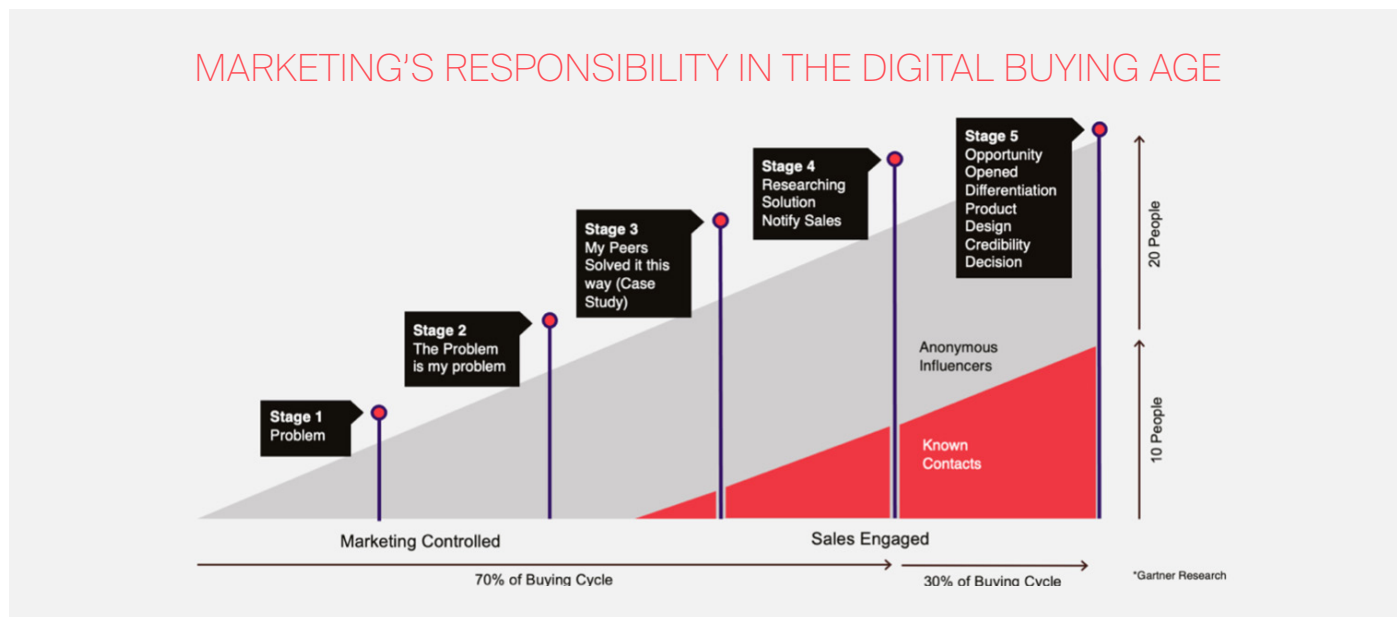 MARKETING'S RESPONSIBILITY IN THE DIGITAL BUYING AGE
Stage 1
Problem
Stage 2
The Problem
is my problem
Stage 3
My Peers
Solved it this
way (Case
Study)
Stage 4
Researching
Solution
Notify Sales
Stage 5
Opportunity
Opened
Differentiation
Product
Design
Credibility
Decision
20 People
Anonymous
Influencers
10 People
Known
Contacts
Marketing Controlled
Sales Engaged
70% of Buying Cycle
30% of Buying Cycle
*Gartner Research